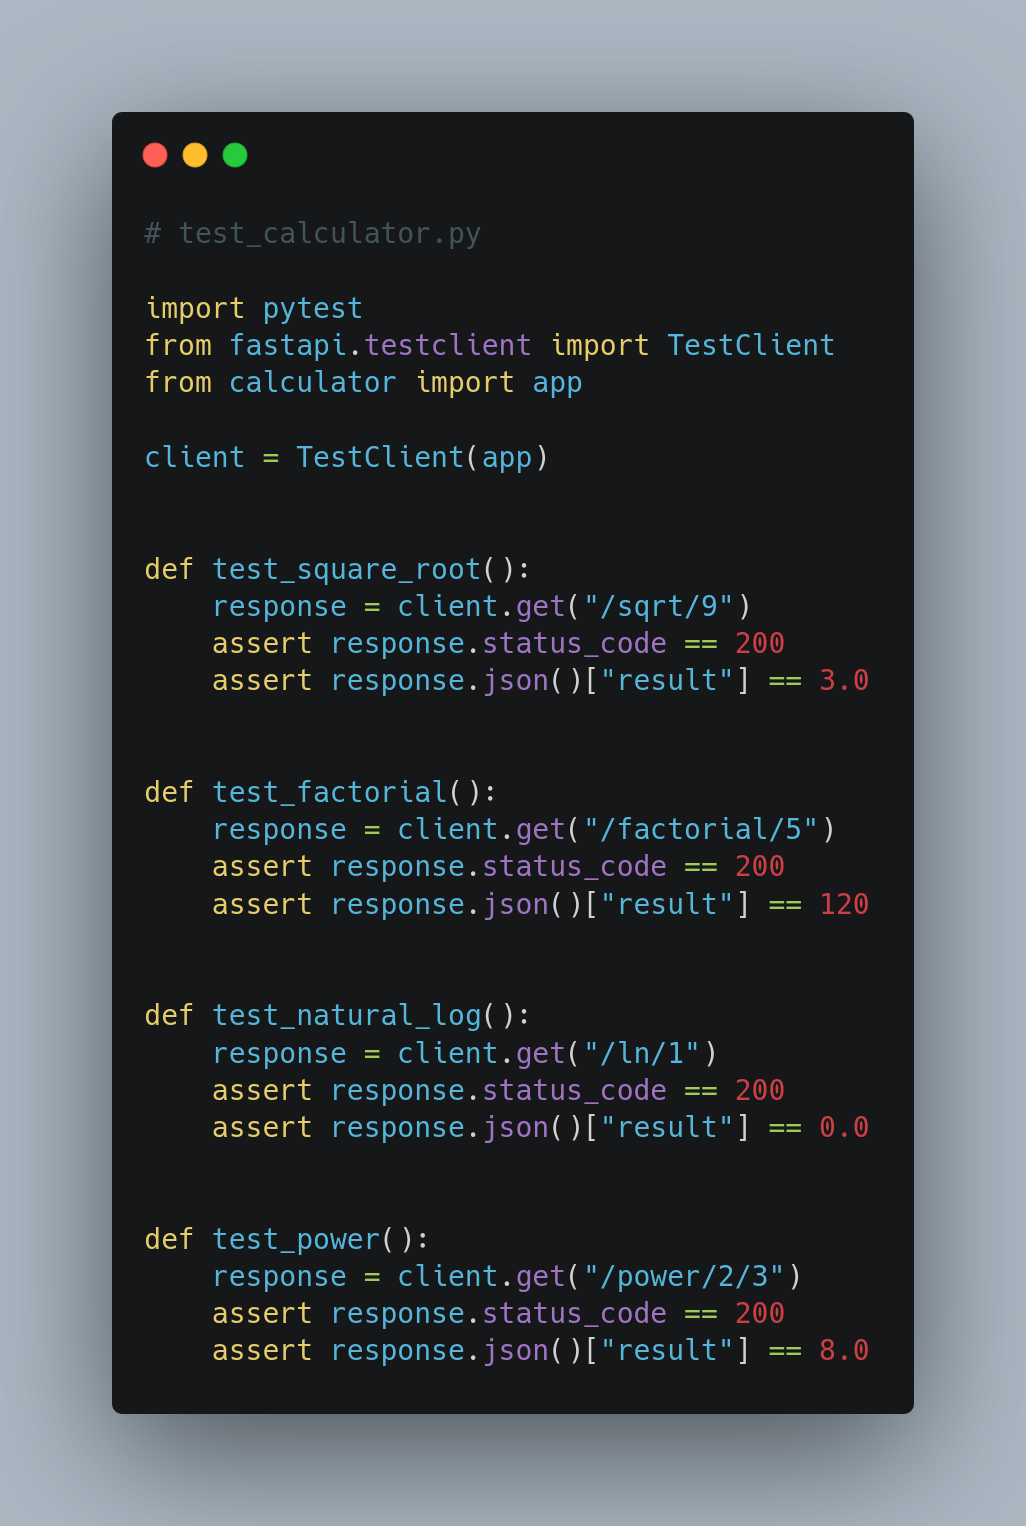 # test_calculator.py

import pytest
from fastapi.testclient import TestClient
from calculator import app

client = TestClient(app)


def test_square_root():
    response = client.get("/sqrt/9")
    assert response.status_code == 200
    assert response.json()["result"] == 3.0


def test_factorial():
    response = client.get("/factorial/5")
    assert response.status_code == 200
    assert response.json()["result"] == 120


def test_natural_log():
    response = client.get("/ln/1")
    assert response.status_code == 200
    assert response.json()["result"] == 0.0


def test_power():
    response = client.get("/power/2/3")
    assert response.status_code == 200
    assert response.json()["result"] == 8.0